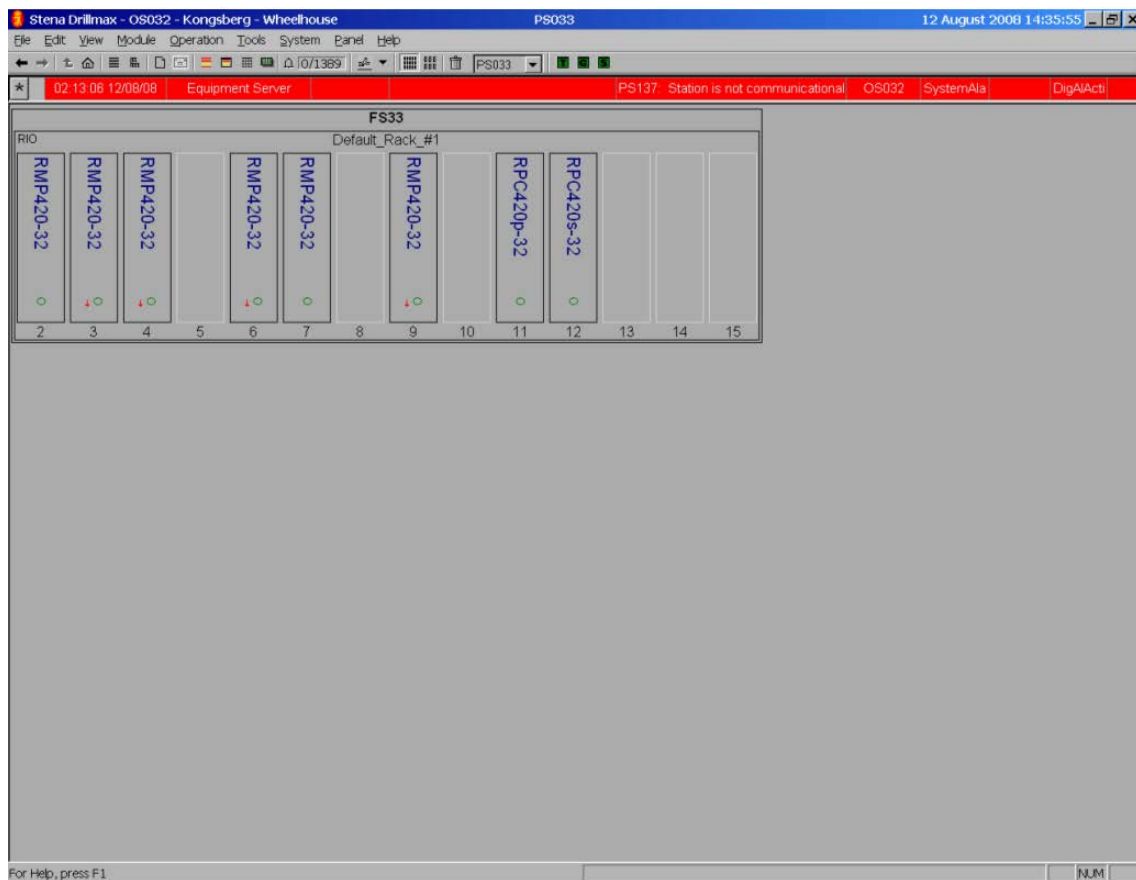 Stena Drillmax - OS032 - Kongsberg - Wheelhouse PS033 12 August 2008 14:35:55
File Edit View Module Operation Tools System Panel Help
0/1389 PS033 T C S
* 02:13:06 12/08/08 Equipment Server PS137: Station is not communicational OS032 SystemAla DigAlActi
FS33
RIO Default_Rack_#1
RMP420-32
RMP420-32
RMP420-32
RMP420-32
RMP420-32
RMP420-32
RPC420p-32
RPC420s-32
2 3 4 5 6 7 8 9 10 11 12 13 14 15
For Help, press F1 NUM